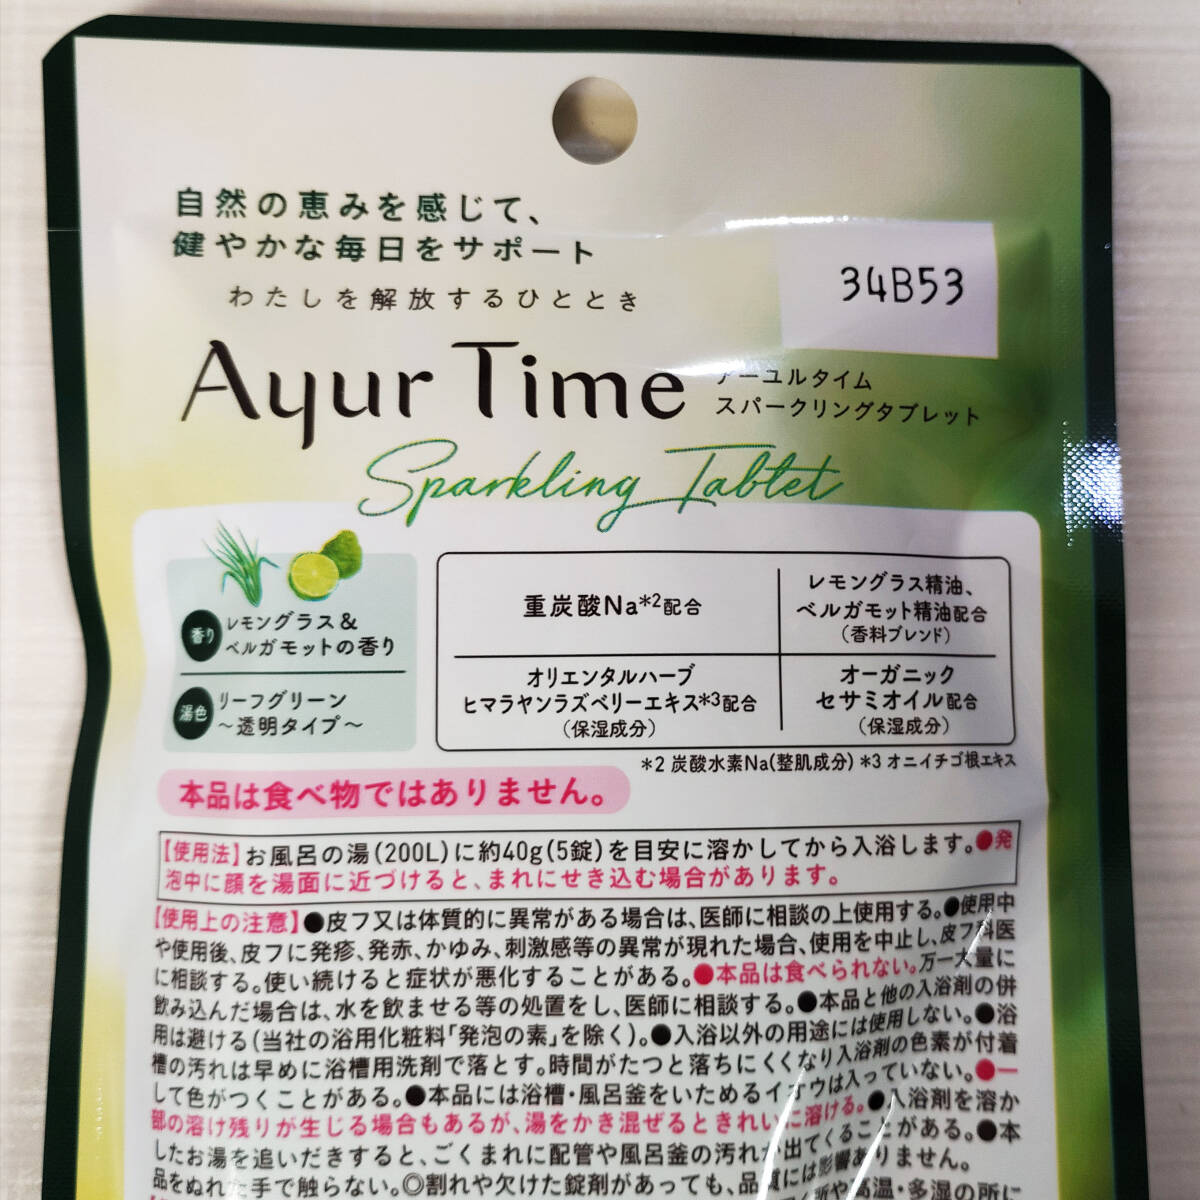 自然の恵みを感じて、
健やかな毎日をサポート
34B53
わたしを解放するひととき
Ayur Time
アーユルタイム
スパークリングタブレット
Sparkling Tablet
香り
レモングラス&
ベルガモットの香り
湯色
リーフグリーン
〜透明タイプ〜
重炭酸Na*2配合
レモングラス精油、
ベルガモット精油配合
(香料ブレンド)
オリエンタルハーブ
ヒマラヤンラズベリーエキス*3配合
(保湿成分)
オーガニック
セサミオイル配合
(保湿成分)
*2 炭酸水素Na(整肌成分) *3 オニイチゴ根エキス
本品は食べ物ではありません。
【使用法】お風呂の湯(200L)に約40g(5錠)を目安に溶かしてから入浴します。●発
泡中に顔を湯面に近づけると、まれにせき込む場合があります。
【使用上の注意】●皮フ又は体質的に異常がある場合は、医師に相談の上使用する。●使用中
や使用後、皮フに発疹、発赤、かゆみ、刺激感等の異常が現れた場合、使用を中止し、皮フ科医
に相談する。使い続けると症状が悪化することがある。●本品は食べられない。万一大量に
飲み込んだ場合は、水を飲ませる等の処置をし、医師に相談する。●本品と他の入浴剤の併
用は避ける(当社の浴用化粧料「発泡の素」を除く)。●入浴以外の用途には使用しない。●浴
槽の汚れは早めに浴槽用洗剤で落とす。時間がたつと落ちにくくなり入浴剤の色素が付着
して色がつくことがある。●本品には浴槽・風呂釜をいためるイオウは入っていない。●一
部の溶け残りが生じる場合もあるが、湯をかき混ぜるときれいに溶ける。●入浴剤を溶か
したお湯を追いだきすると、ごくまれに配管や風呂釜の汚れが出てくることがある。●本
品をぬれた手で触らない。◎割れや欠けた錠剤があっても、品質には影響ありません。
や高温・多湿の所に